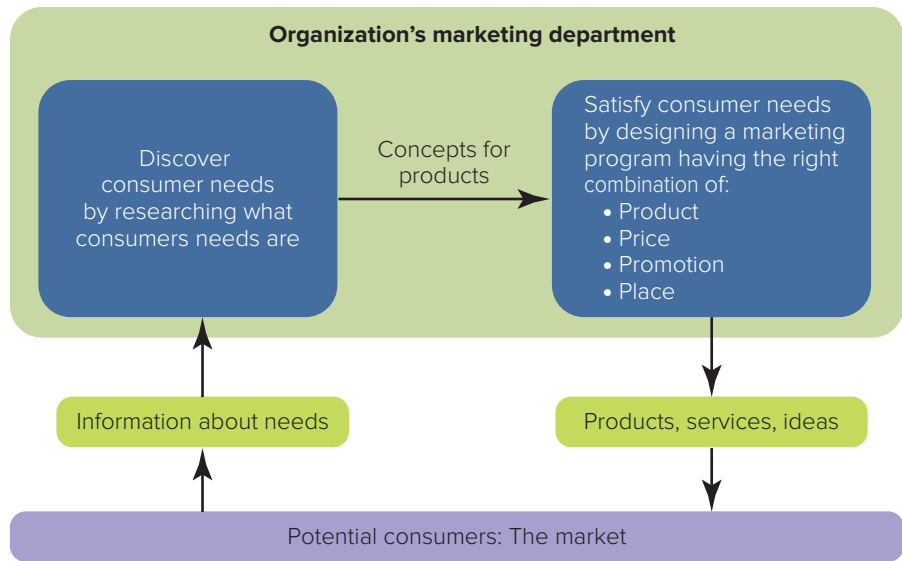 Organization’s marketing department
Discover
consumer needs
by researching what
consumers needs are
Concepts for
products
Satisfy consumer needs
by designing a marketing
program having the right
combination of:
• Product
• Price
• Promotion
• Place
Information about needs
Products, services, ideas
Potential consumers: The market